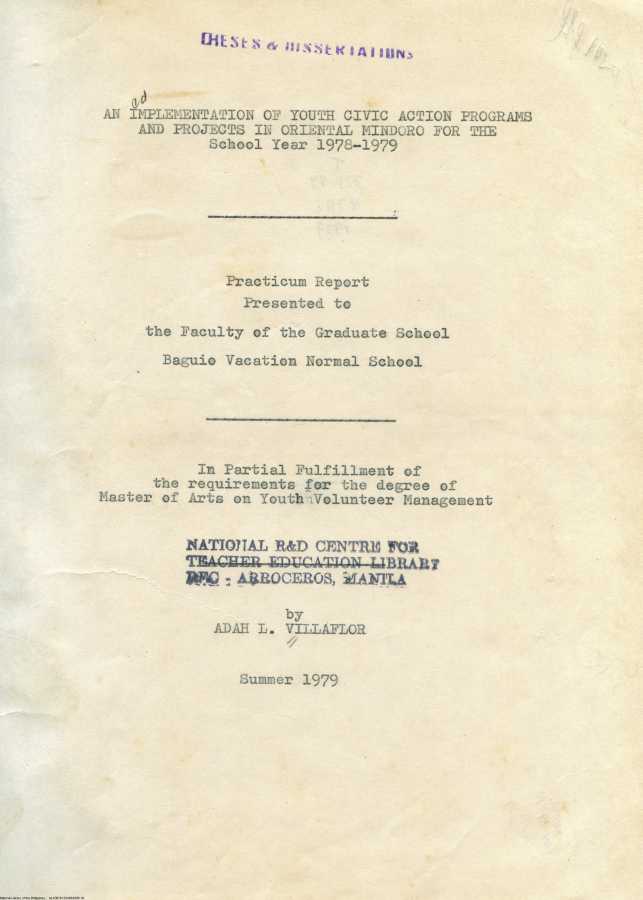 THESES & DISSERTATIONS
ad
AN IMPLEMENTATION OF YOUTH CIVIC ACTION PROGRAMS
AND PROJECTS IN ORIENTAL MINDORO FOR THE
School Year 1978-1979
Practicum Report
Presented to
the Faculty of the Graduate School
Baguio Vacation Normal School
In Partial Fulfillment of
the requirements for the degree of
Master of Arts on Youth Volunteer Management
NATIONAL R&D CENTRE FOR
TEACHER EDUCATION LIBRARY
DEC - ARROCEROS, MANILA
by
ADAH L. VILLAFLOR
Summer 1979